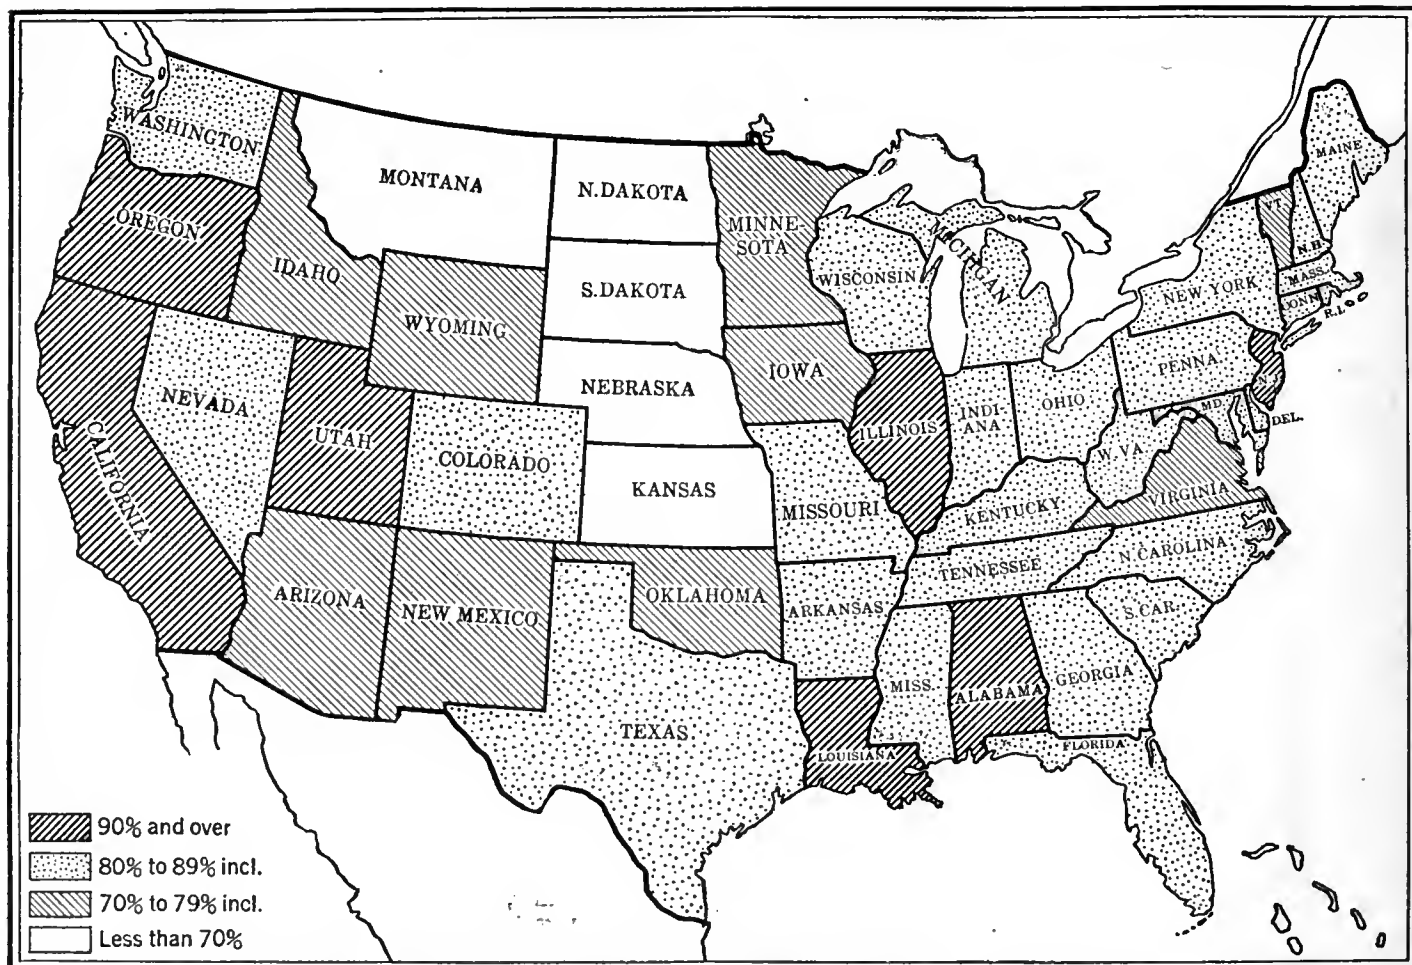 WASHINGTON
OREGON
CALIFORNIA
IDAHO
NEVADA
MONTANA
WYOMING
UTAH
COLORADO
ARIZONA
NEW MEXICO
N.DAKOTA
S.DAKOTA
NEBRASKA
KANSAS
OKLAHOMA
TEXAS
MINNE-
SOTA
IOWA
MISSOURI
ARKANSAS
LOUISIANA
WISCONSIN
MICHIGAN
ILLINOIS
INDI-
ANA
OHIO
KENTUCKY
TENNESSEE
MISS.
ALABAMA
GEORGIA
FLORIDA
S.CAR.
N.CAROLINA
VIRGINIA
W.VA.
MD.
DEL.
PENNA
N.J.
NEW YORK
CONN.
R.I.
MASS.
VT.
N.H.
MAINE
90% and over
80% to 89% incl.
70% to 79% incl.
Less than 70%